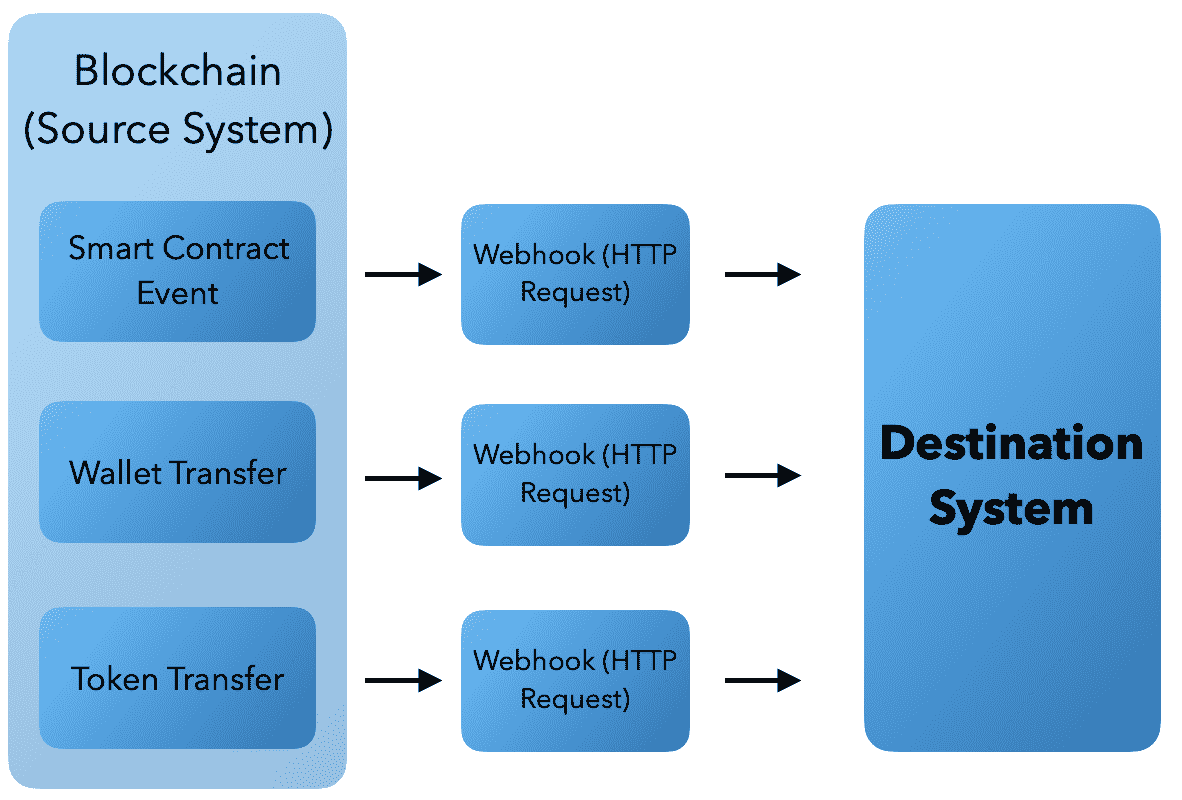 Blockchain
(Source System)
Smart Contract
Event
Webhook (HTTP
Request)
Wallet Transfer
Webhook (HTTP
Request)
Token Transfer
Webhook (HTTP
Request)
Destination
System